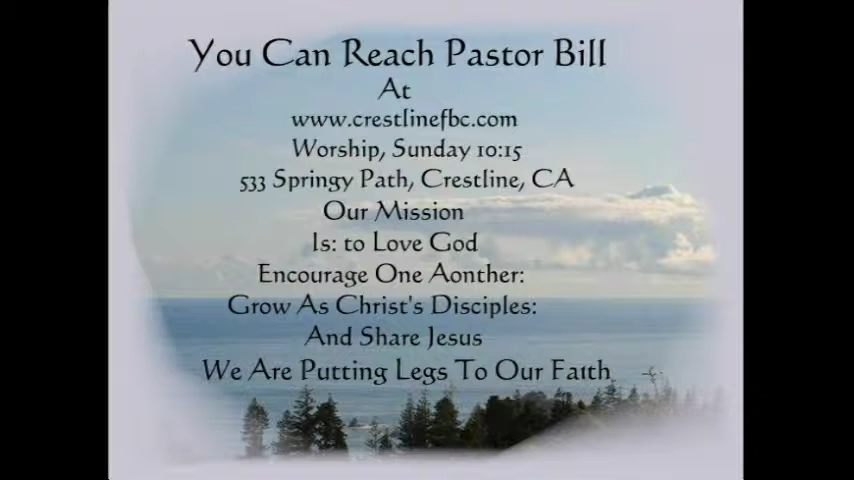 You Can Reach Pastor Bill
At
www.crestlinefbc.com
Worship, Sunday 10:15
533 Springy Path, Crestline, CA
Our Mission
Is: to Love God
Encourage One Aonther:
Grow As Christ's Disciples:
And Share Jesus
We Are Putting Legs To Our Faith